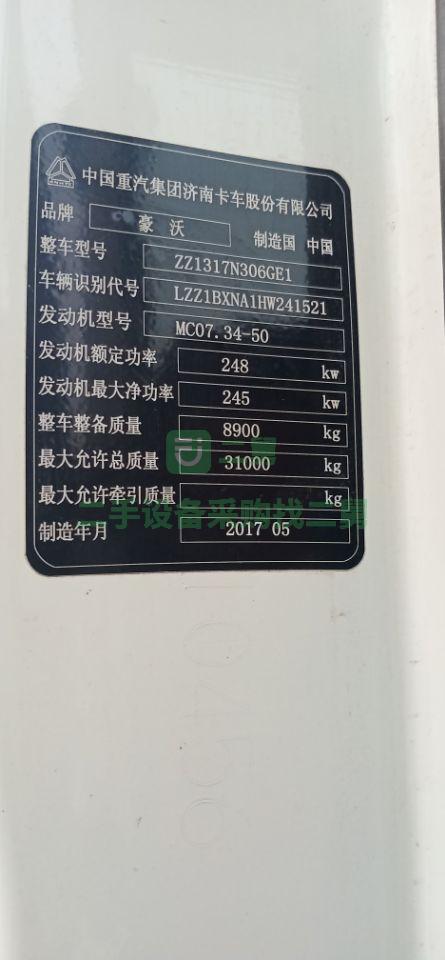 中国重汽集团济南卡车股份有限公司
品牌 豪沃 制造国 中国
整车型号 ZZ1317N306GE1
车辆识别代号 LZZ1BXNA1HW241521
发动机型号 MC07.34-50
发动机额定功率 248 kw
发动机最大净功率 245 kw
整车整备质量 8900 kg
最大允许总质量 31000 kg
最大允许牵引质量 kg
制造年月 2017 05
二手设备采购找二舅